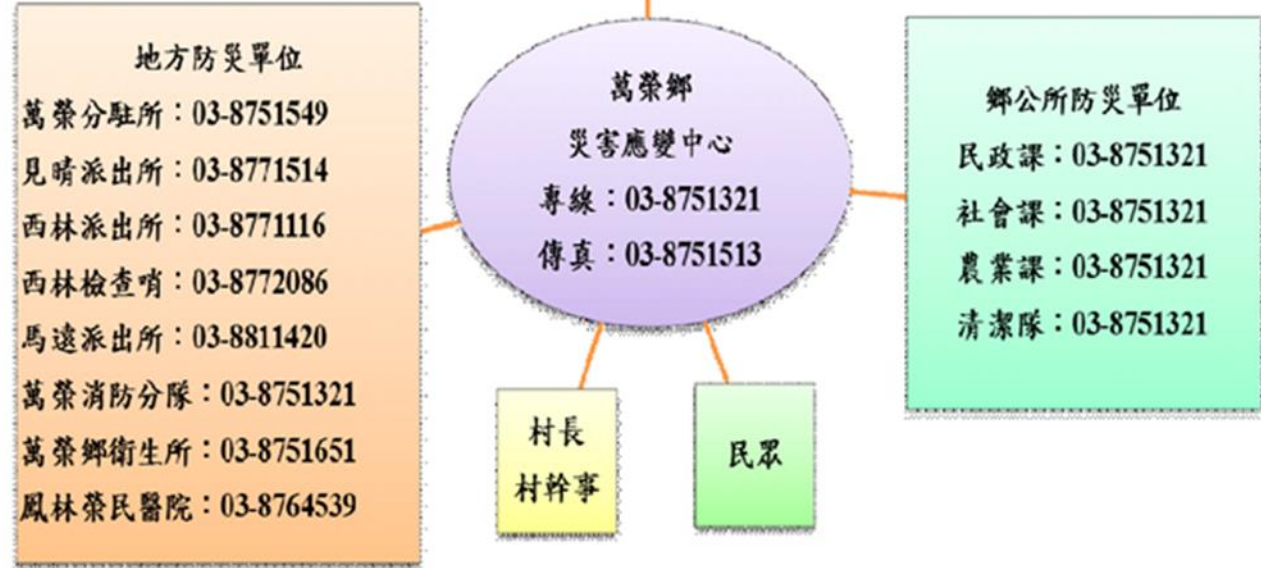 地方防災單位
萬榮分駐所：03-8751549
見晴派出所：03-8771514
西林派出所：03-8771116
西林檢查哨：03-8772086
馬遠派出所：03-8811420
萬榮消防分隊：03-8751321
萬榮鄉衛生所：03-8751651
鳳林榮民醫院：03-8764539
萬榮鄉
災害應變中心
專線：03-8751321
傳真：03-8751513
村長
村幹事
民眾
鄉公所防災單位
民政課：03-8751321
社會課：03-8751321
農業課：03-8751321
清潔隊：03-8751321